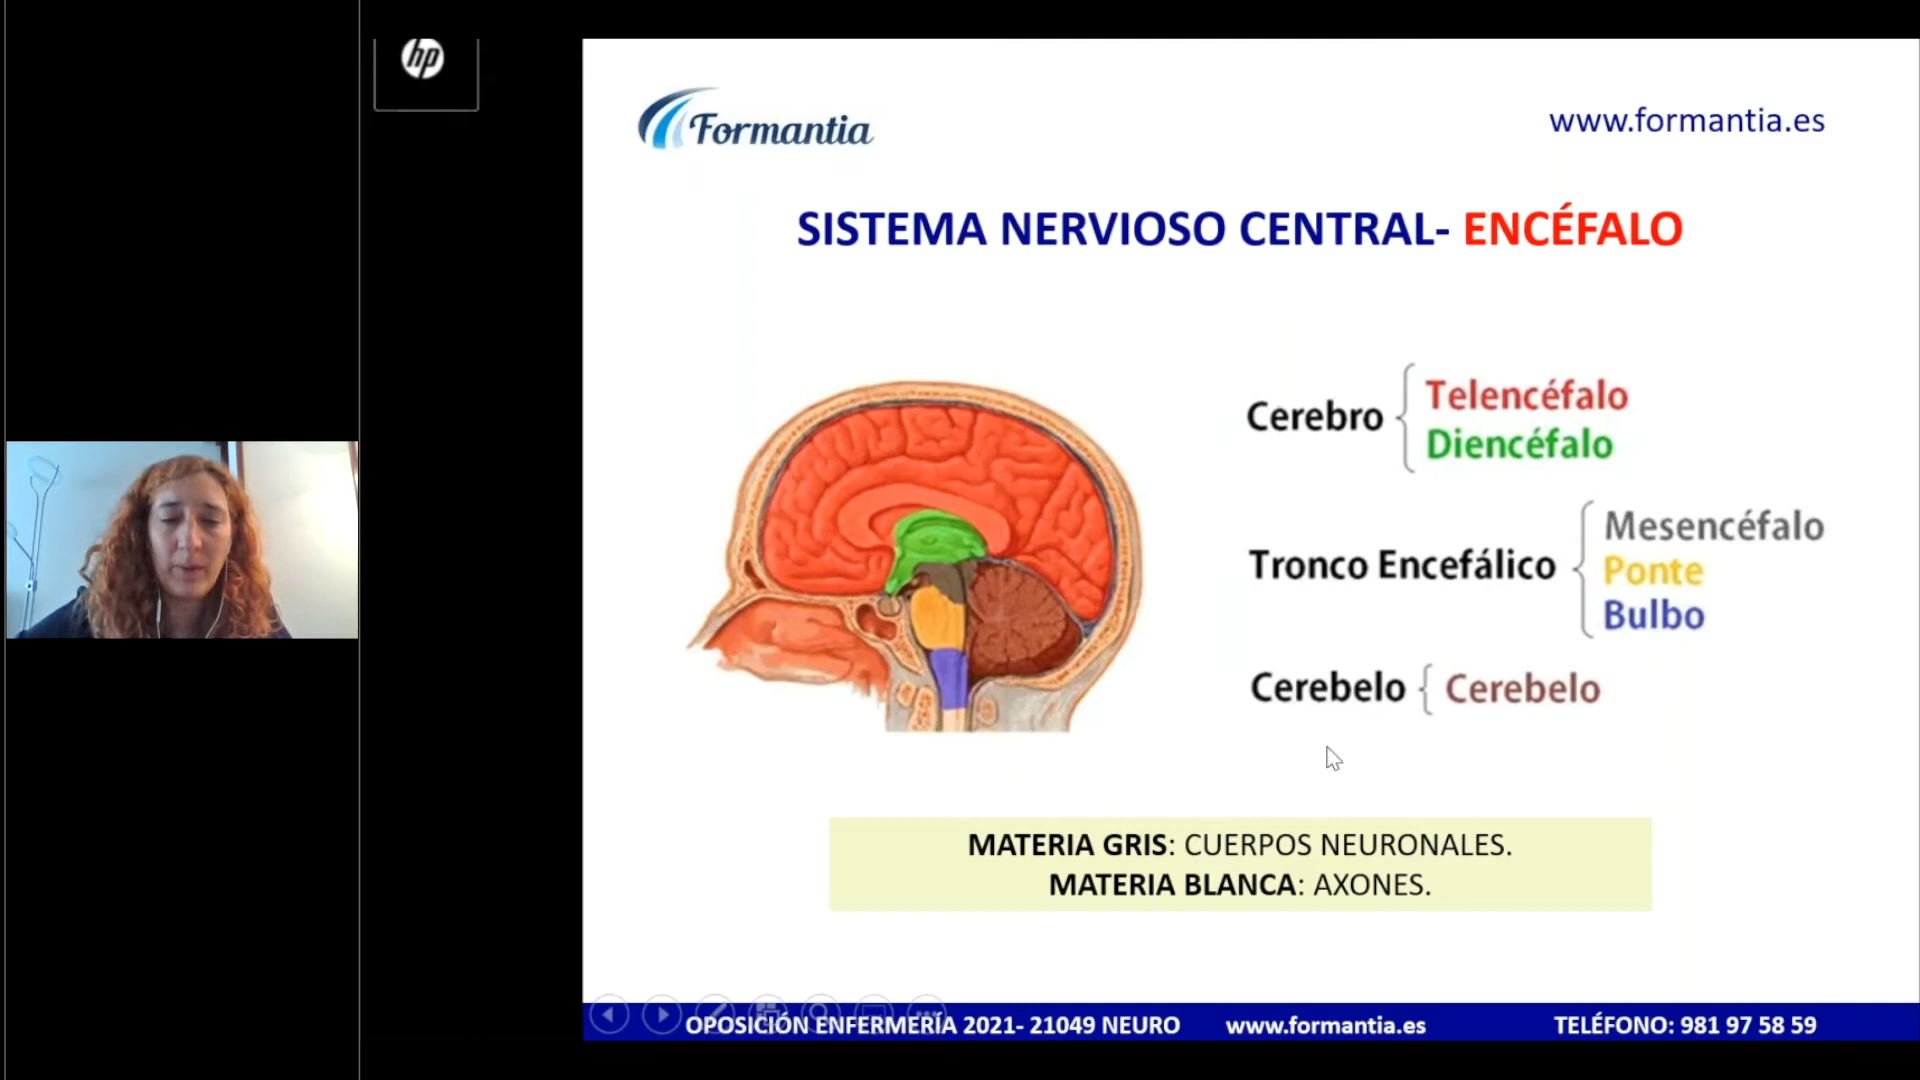 hp
Formantia
www.formantia.es
SISTEMA NERVIOSO CENTRAL- ENCÉFALO
Cerebro
Telencéfalo
Diencéfalo
Tronco Encefálico
Mesencéfalo
Ponte
Bulbo
Cerebelo
Cerebelo
MATERIA GRIS: CUERPOS NEURONALES.
MATERIA BLANCA: AXONES.
OPOSICIÓN ENFERMERÍA 2021- 21049 NEURO www.formantia.es TELÉFONO: 981 97 58 59